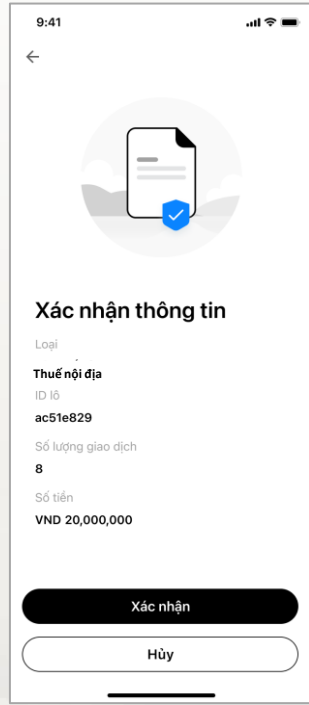 9:41
Xác nhận thông tin
Loại
Thuế nội địa
ID lô
ac51e829
Số lượng giao dịch
8
Số tiền
VND 20,000,000
Xác nhận
Hủy